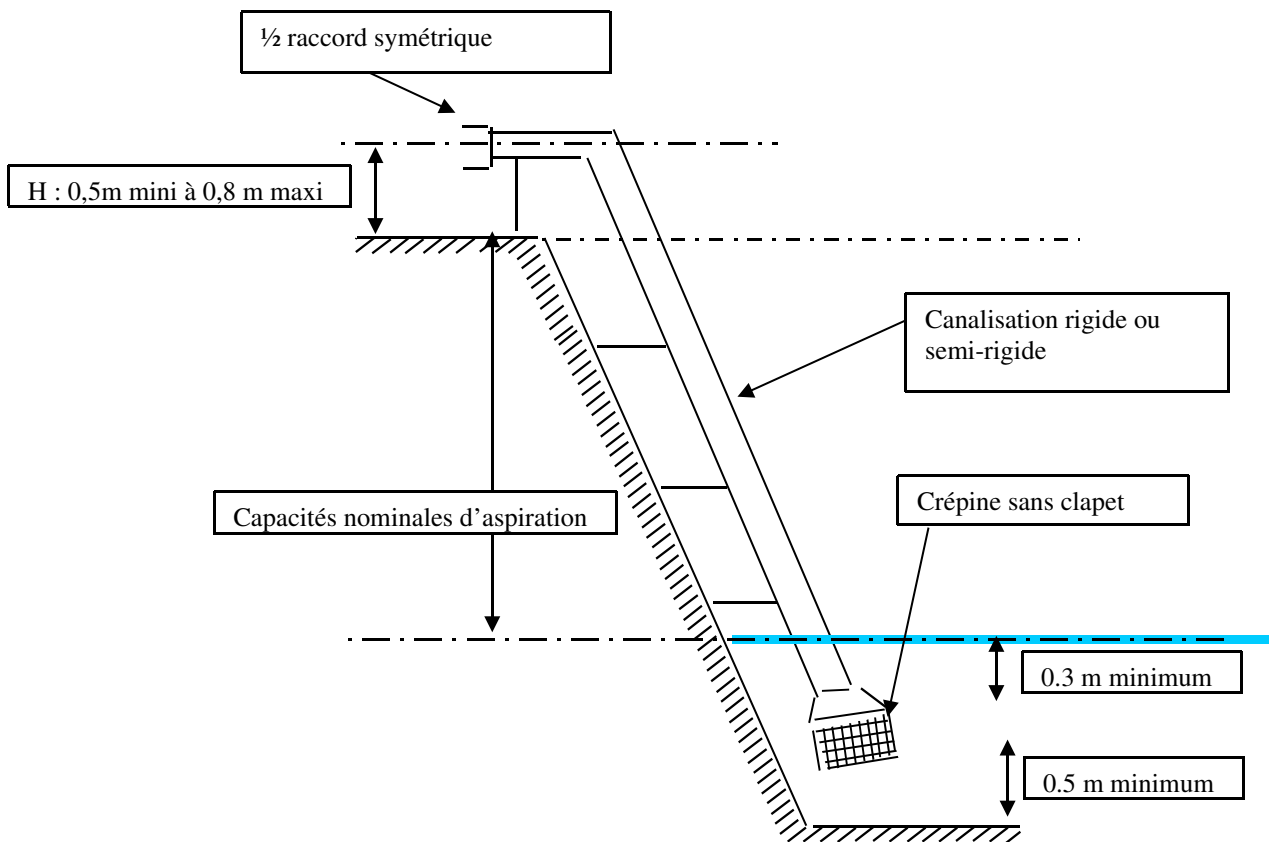 ½ raccord symétrique
H : 0,5m mini à 0,8 m maxi
Canalisation rigide ou
semi-rigide
Crépine sans clapet
Capacités nominales d’aspiration
0.3 m minimum
0.5 m minimum